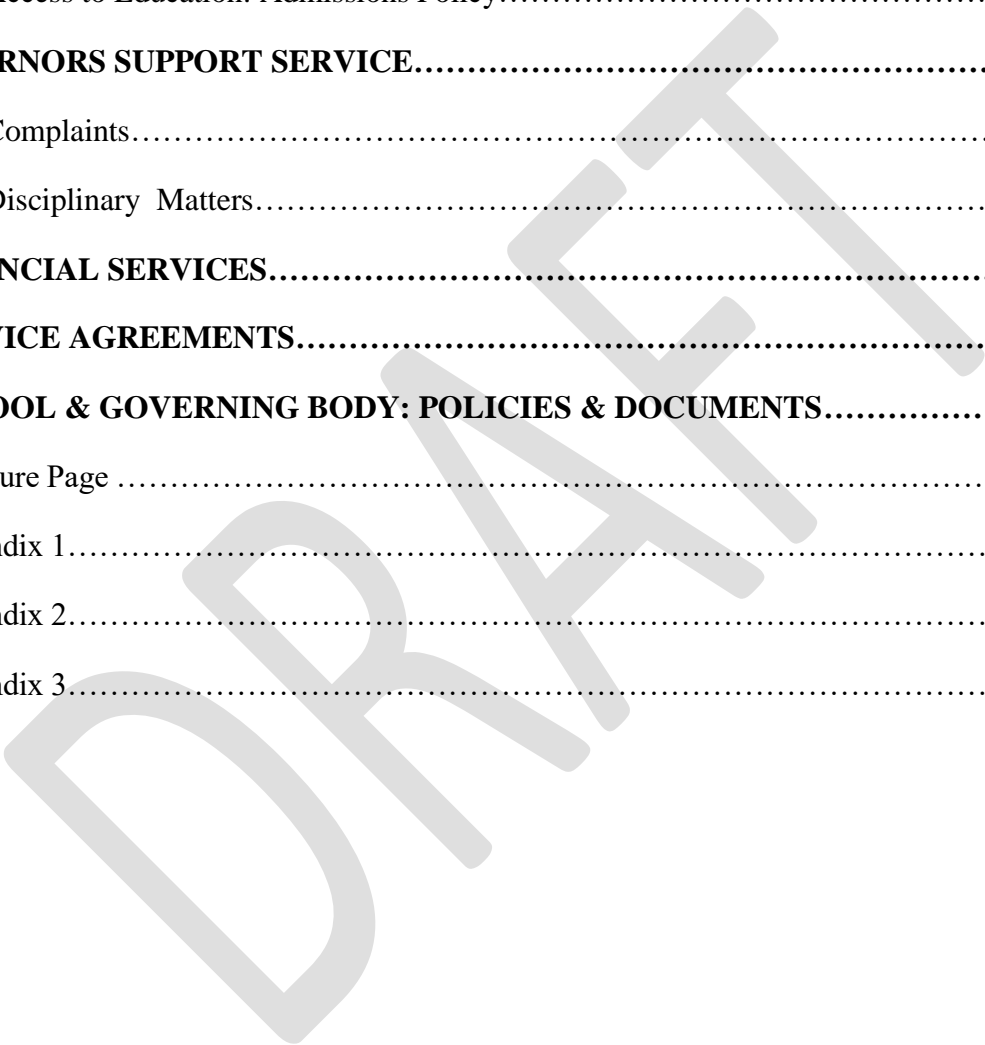 ccess to Education: Admissions Policy……………………………………………
RNORS SUPPORT SERVICE……………………………………………………
Complaints………………………………………………………………………………
Disciplinary Matters……………………………………………………………………
NCIAL SERVICES………………………………………………………………………
VICE AGREEMENTS……………………………………………………………………
OOL & GOVERNING BODY: POLICIES & DOCUMENTS……………
ure Page ………………………………………………………………………………
ndix 1……………………………………………………………………………………
ndix 2……………………………………………………………………………………
ndix 3……………………………………………………………………………………
DRAFT